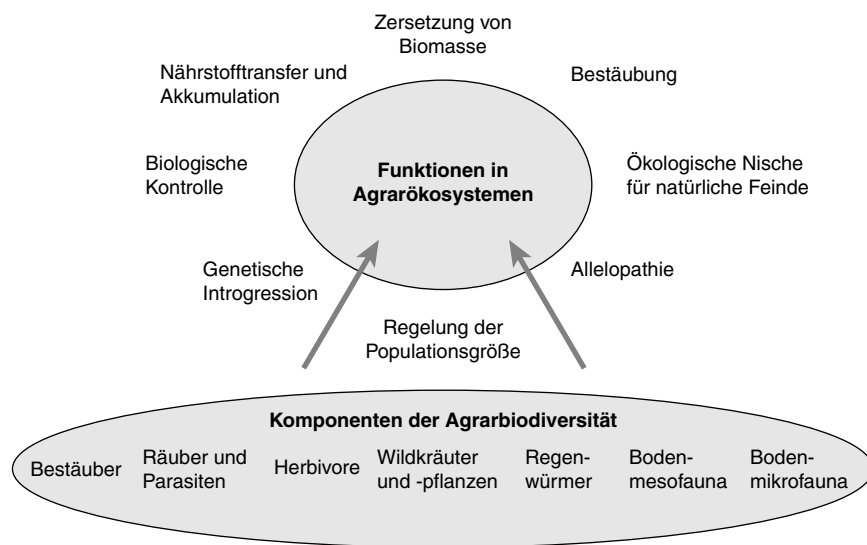 Zersetzung von
Biomasse
Nährstofftransfer und
Akkumulation
Bestäubung
Biologische
Kontrolle
Funktionen in
Agrarökosystemen
Ökologische Nische
für natürliche Feinde
Genetische
Introgression
Allelopathie
Regelung der
Populationsgröße
Komponenten der Agrarbiodiversität
Bestäuber
Räuber und
Parasiten
Herbivore
Wildkräuter
und -pflanzen
Regen-
würmer
Boden-
mesofauna
Boden-
mikrofauna